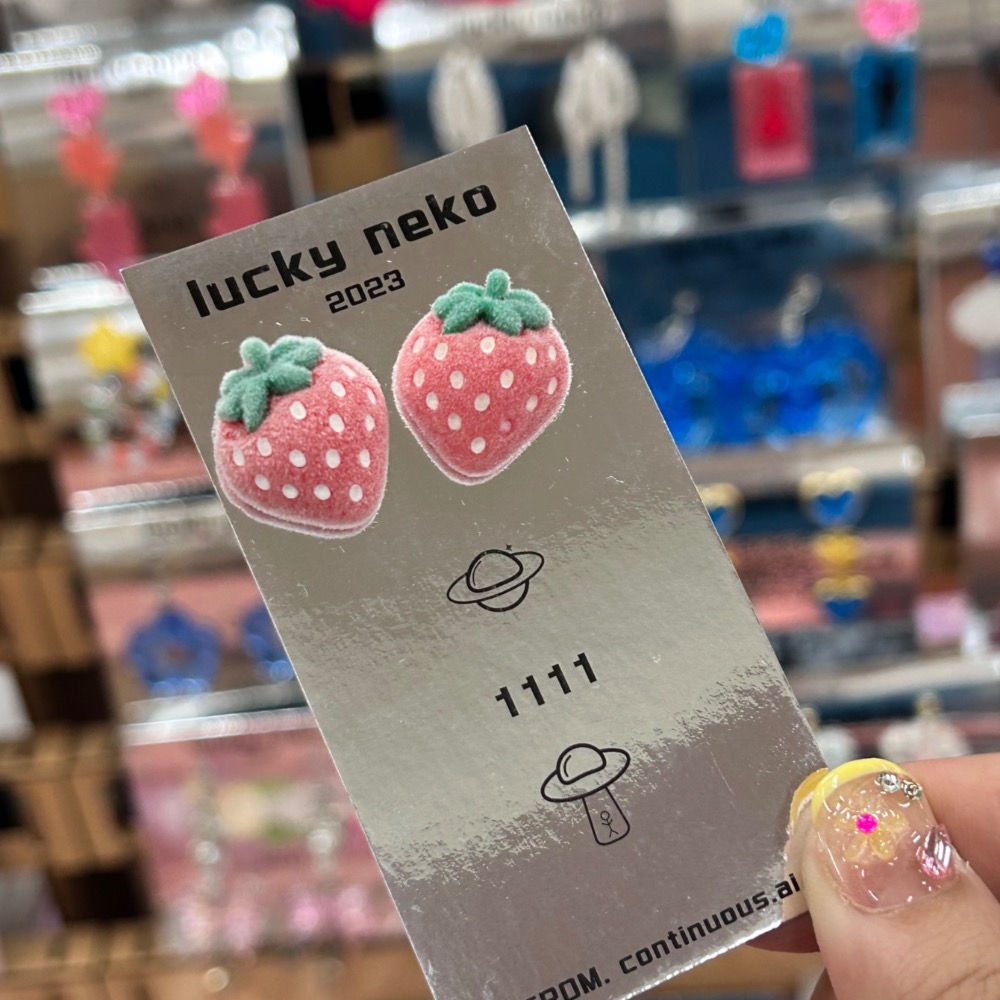 lucky neko
2023
1111
FROM. continuous.ai